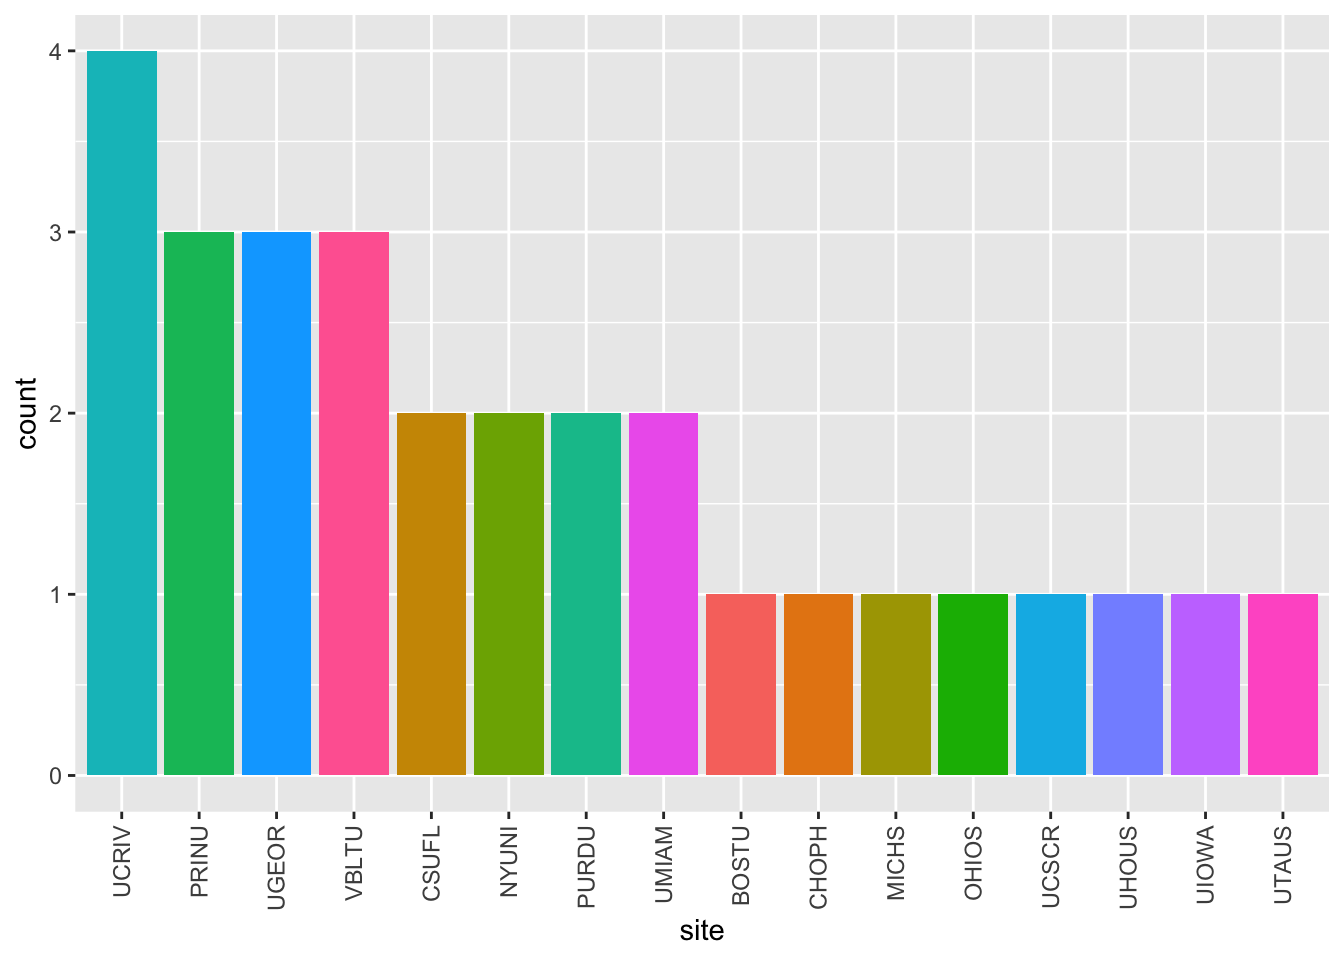 4
3
2
1
0
count
UCRIV
PRINU
UGEOR
VBLTU
CSUFL
NYUNI
PURDU
UMIAM
BOSTU
CHOPH
MICHS
OHIOS
UCSCR
UHOUS
UIOWA
UTAUS
site